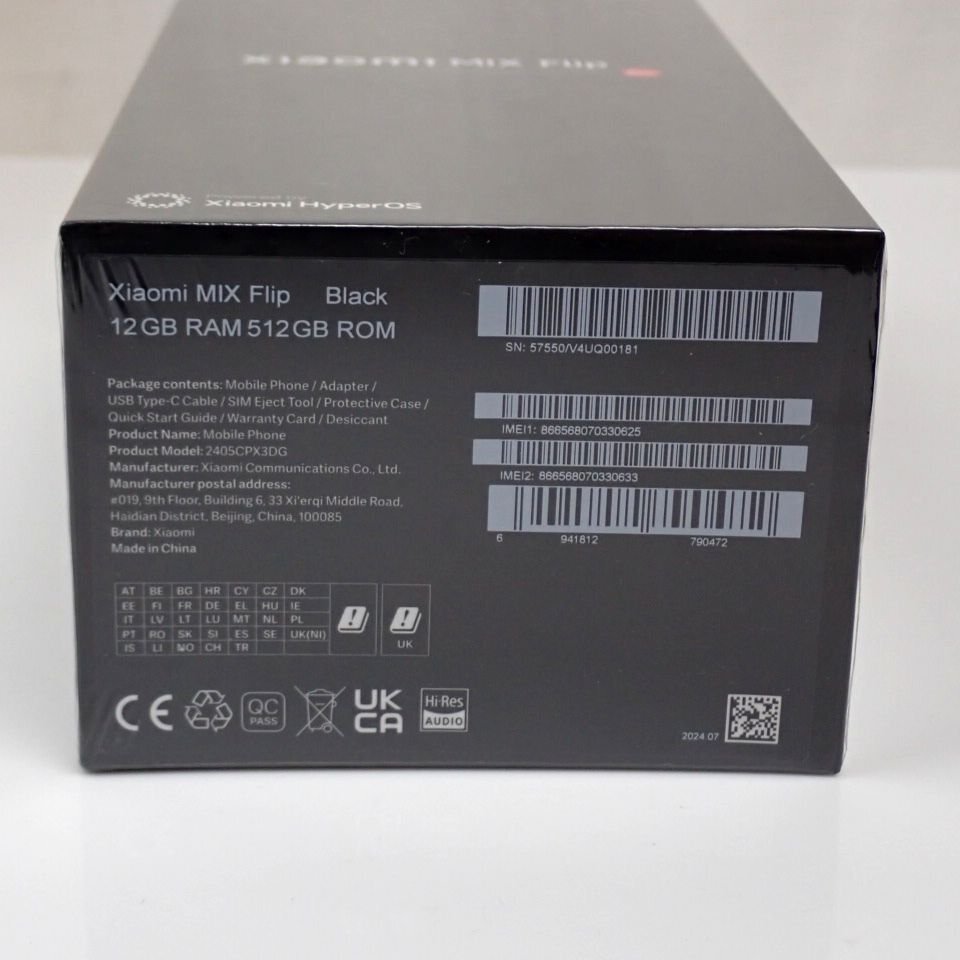 Xiaomi MIX Flip
Powered by
Xiaomi HyperOS
Xiaomi MIX Flip Black
12GB RAM 512GB ROM
Package contents: Mobile Phone / Adapter /
USB Type-C Cable / SIM Eject Tool / Protective Case /
Quick Start Guide / Warranty Card / Desiccant
Product Name: Mobile Phone
Product Model: 2405CPX3DG
Manufacturer: Xiaomi Communications Co., Ltd.
Manufacturer postal address:
#019, 9th Floor, Building 6, 33 Xi'erqi Middle Road,
Haidian District, Beijing, China, 100085
Brand: Xiaomi
Made in China
SN: 57550/V4UQ00181
IMEI1: 866568070330625
IMEI2: 866568070330633
6 941812 790472
AT BE BG HR CY CZ DK
EE FI FR DE EL HU IE
IT LV LT LU MT NL PL
PT RO SK SI ES SE UK(NI)
IS LI NO CH TR
UK
CE
QC
PASS
UK
CA
Hi-Res
AUDIO
2024.07